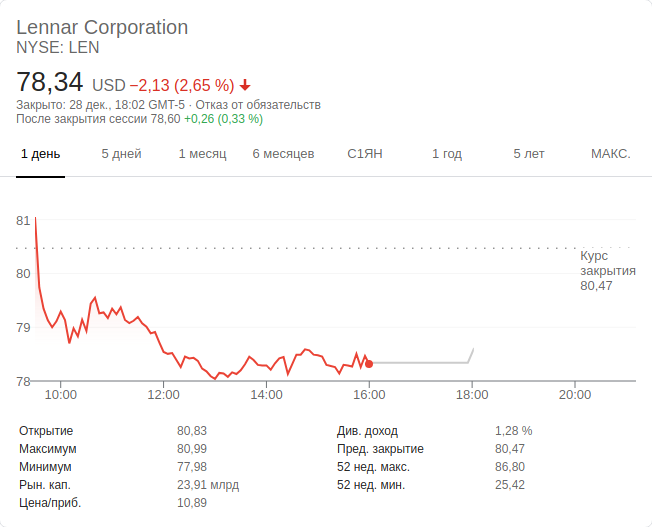 Lennar Corporation
NYSE: LEN
78,34 USD −2,13 (2,65 %)
Закрыто: 28 дек., 18:02 GMT-5 · Отказ от обязательств
После закрытия сессии 78,60 +0,26 (0,33 %)
1 день 5 дней 1 месяц 6 месяцев С1ЯН 1 год 5 лет МАКС.
81
80
79
78
Курс
закрытия
80,47
10:00 12:00 14:00 16:00 18:00 20:00
Открытие 80,83 Див. доход 1,28 %
Максимум 80,99 Пред. закрытие 80,47
Минимум 77,98 52 нед. макс. 86,80
Рын. кап. 23,91 млрд 52 нед. мин. 25,42
Цена/приб. 10,89